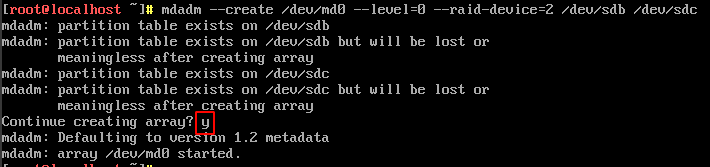 [root@localhost ~]# mdadm --create /dev/md0 --level=0 --raid-device=2 /dev/sdb /dev/sdc
mdadm: partition table exists on /dev/sdb
mdadm: partition table exists on /dev/sdb but will be lost or
       meaningless after creating array
mdadm: partition table exists on /dev/sdc
mdadm: partition table exists on /dev/sdc but will be lost or
       meaningless after creating array
Continue creating array? y
mdadm: Defaulting to version 1.2 metadata
mdadm: array /dev/md0 started.
[root@localhost ~]#